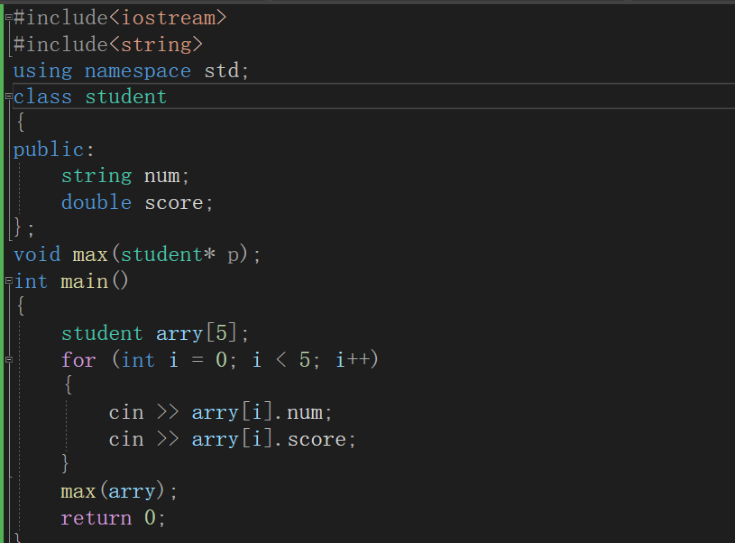 #include<iostream>
#include<string>
using namespace std;
class student
{
public:
    string num;
    double score;
};
void max(student* p);
int main()
{
    student arry[5];
    for (int i = 0; i < 5; i++)
    {
        cin >> arry[i].num;
        cin >> arry[i].score;
    }
    max(arry);
    return 0;
}